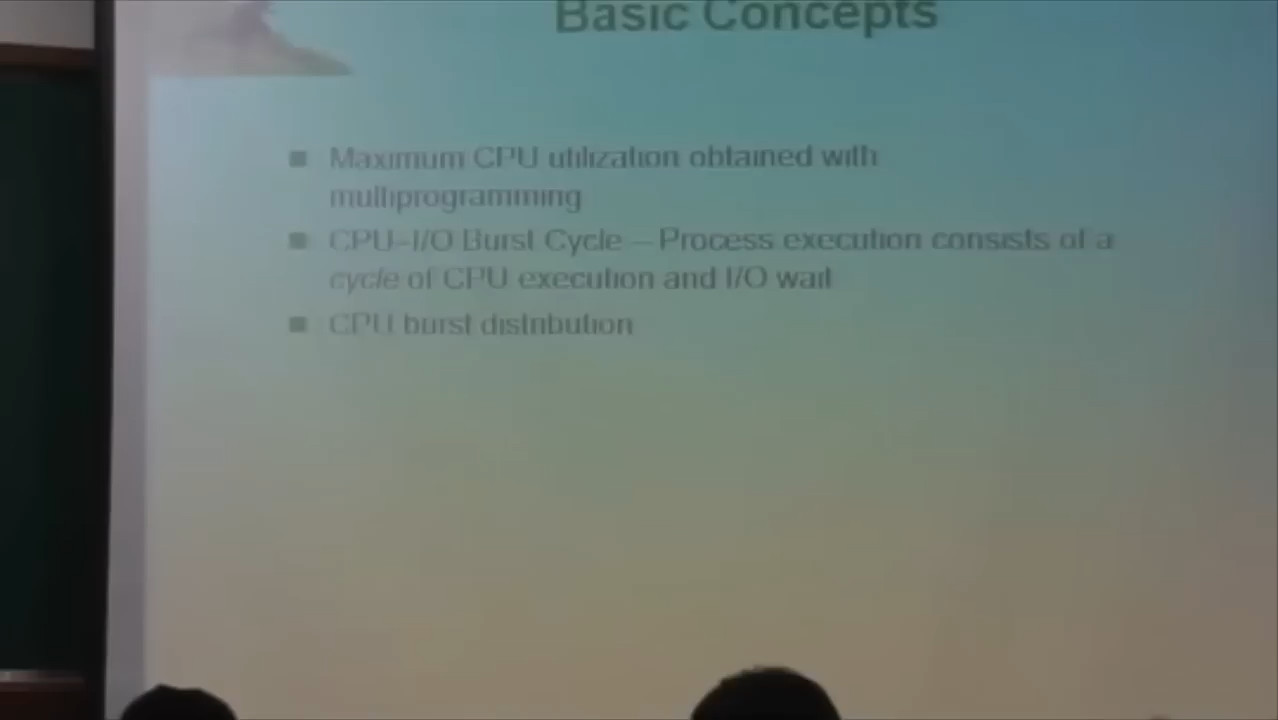 Basic Concepts
Maximum CPU utilization obtained with
multiprogramming
CPU–I/O Burst Cycle – Process execution consists of a
cycle of CPU execution and I/O wait
CPU burst distribution